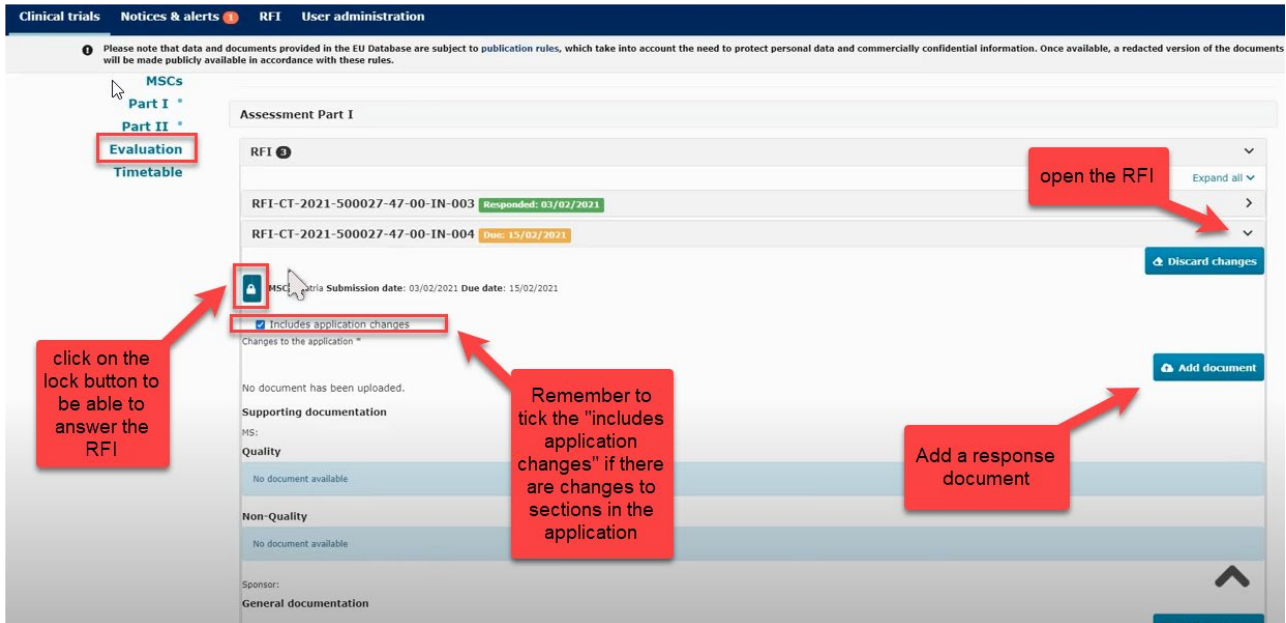 Clinical trials Notices & alerts 1 RFI User administration
Please note that data and documents provided in the EU Database are subject to publication rules, which take into account the need to protect personal data and commercially confidential information. Once available, a redacted version of the documents
will be made publicly available in accordance with these rules.
MSCs
Part I *
Part II *
Evaluation
Timetable
Assessment Part I
RFI 3
open the RFI
Expand all
RFI-CT-2021-500027-47-00-IN-003 Responded: 03/02/2021
RFI-CT-2021-500027-47-00-IN-004 Due: 15/02/2021
Discard changes
MSC Submission date: 03/02/2021 Due date: 15/02/2021
Includes application changes
Changes to the application *
click on the
lock button to
be able to
answer the
RFI
Add document
No document has been uploaded.
Remember to
tick the "includes
application
changes" if there
are changes to
sections in the
application
Supporting documentation
MS:
Quality
Add a response
document
No document available
Non-Quality
No document available
Sponsor:
General documentation